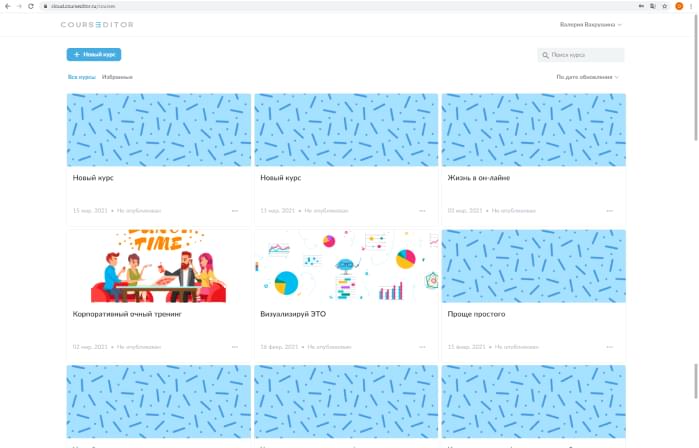 cloud.courseditor.ru/courses
COURSEDITOR
Валерия Вахрушина
+ Новый курс
Поиск курса
Все курсы Избранные
По дате обновления
Новый курс
15 мар. 2021 • Не опубликован
Новый курс
13 мар. 2021 • Не опубликован
Жизнь в он-лайне
03 мар. 2021 • Не опубликован
LUNCH
TIME
Корпоративный очный тренинг
02 мар. 2021 • Не опубликован
Визуализируй ЭТО
16 февр. 2021 • Не опубликован
Проще простого
15 янв. 2021 • Не опубликован